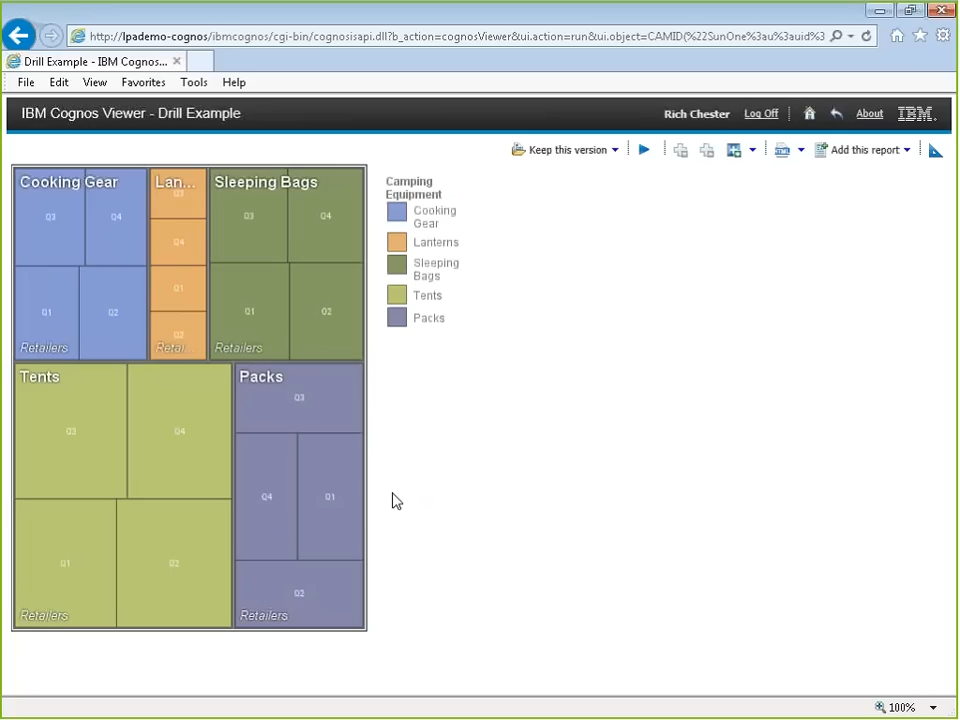 http://lpademo-cognos/ibmcognos/cgi-bin/cognosisapi.dll?b_action=cognosViewer&ui.action=run&ui.object=CAMID(%22SunOne%3au%3auid%3
Drill Example - IBM Cognos...
File Edit View Favorites Tools Help
IBM Cognos Viewer - Drill Example
Rich Chester Log Off About IBM.
Keep this version Add this report
Cooking Gear Lan... Sleeping Bags
Q3 Q4 Q3 Q3 Q4
Q4
Q1 Q2 Q1 Q1 Q2
Q2
Retailers Retai... Retailers
Tents Packs
Q3
Q3 Q4
Q4 Q1
Q1 Q2
Q2
Retailers Retailers
Camping
Equipment
Cooking
Gear
Lanterns
Sleeping
Bags
Tents
Packs
100%